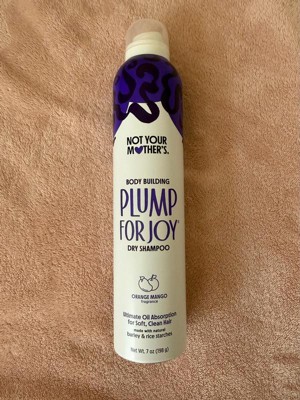 NOT YOUR
MOTHER'S.
BODY BUILDING
PLUMP
FOR JOY®
DRY SHAMPOO
ORANGE MANGO
fragrance
Ultimate Oil Absorption
For Soft, Clean Hair
made with natural
barley & rice starches
Net Wt. 7 oz (198 g)